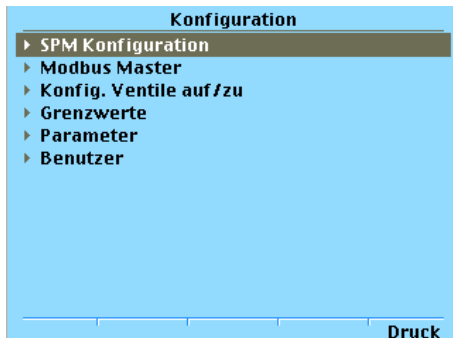 Konfiguration
SPM Konfiguration
Modbus Master
Konfig. Ventile auf/zu
Grenzwerte
Parameter
Benutzer
Druck